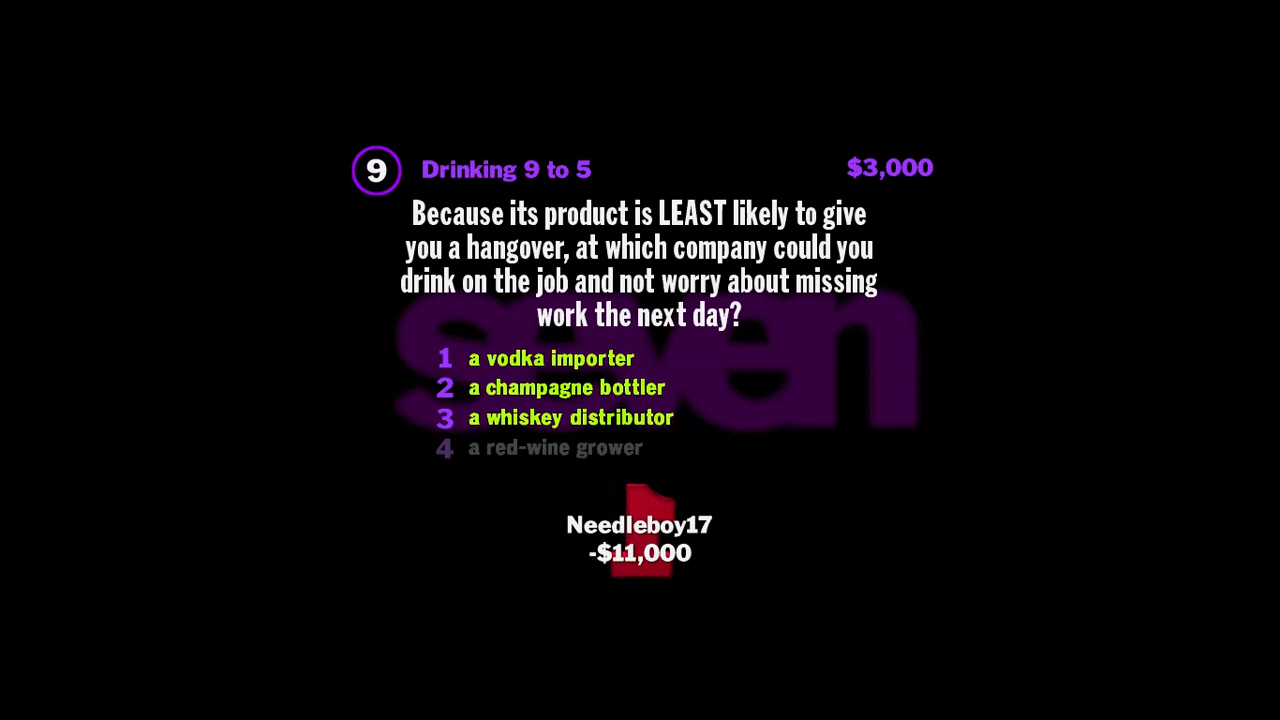 9 Drinking 9 to 5 $3,000
Because its product is LEAST likely to give
you a hangover, at which company could you
drink on the job and not worry about missing
work the next day?
seven
1 a vodka importer
2 a champagne bottler
3 a whiskey distributor
4 a red-wine grower
1
Needleboy17
-$11,000